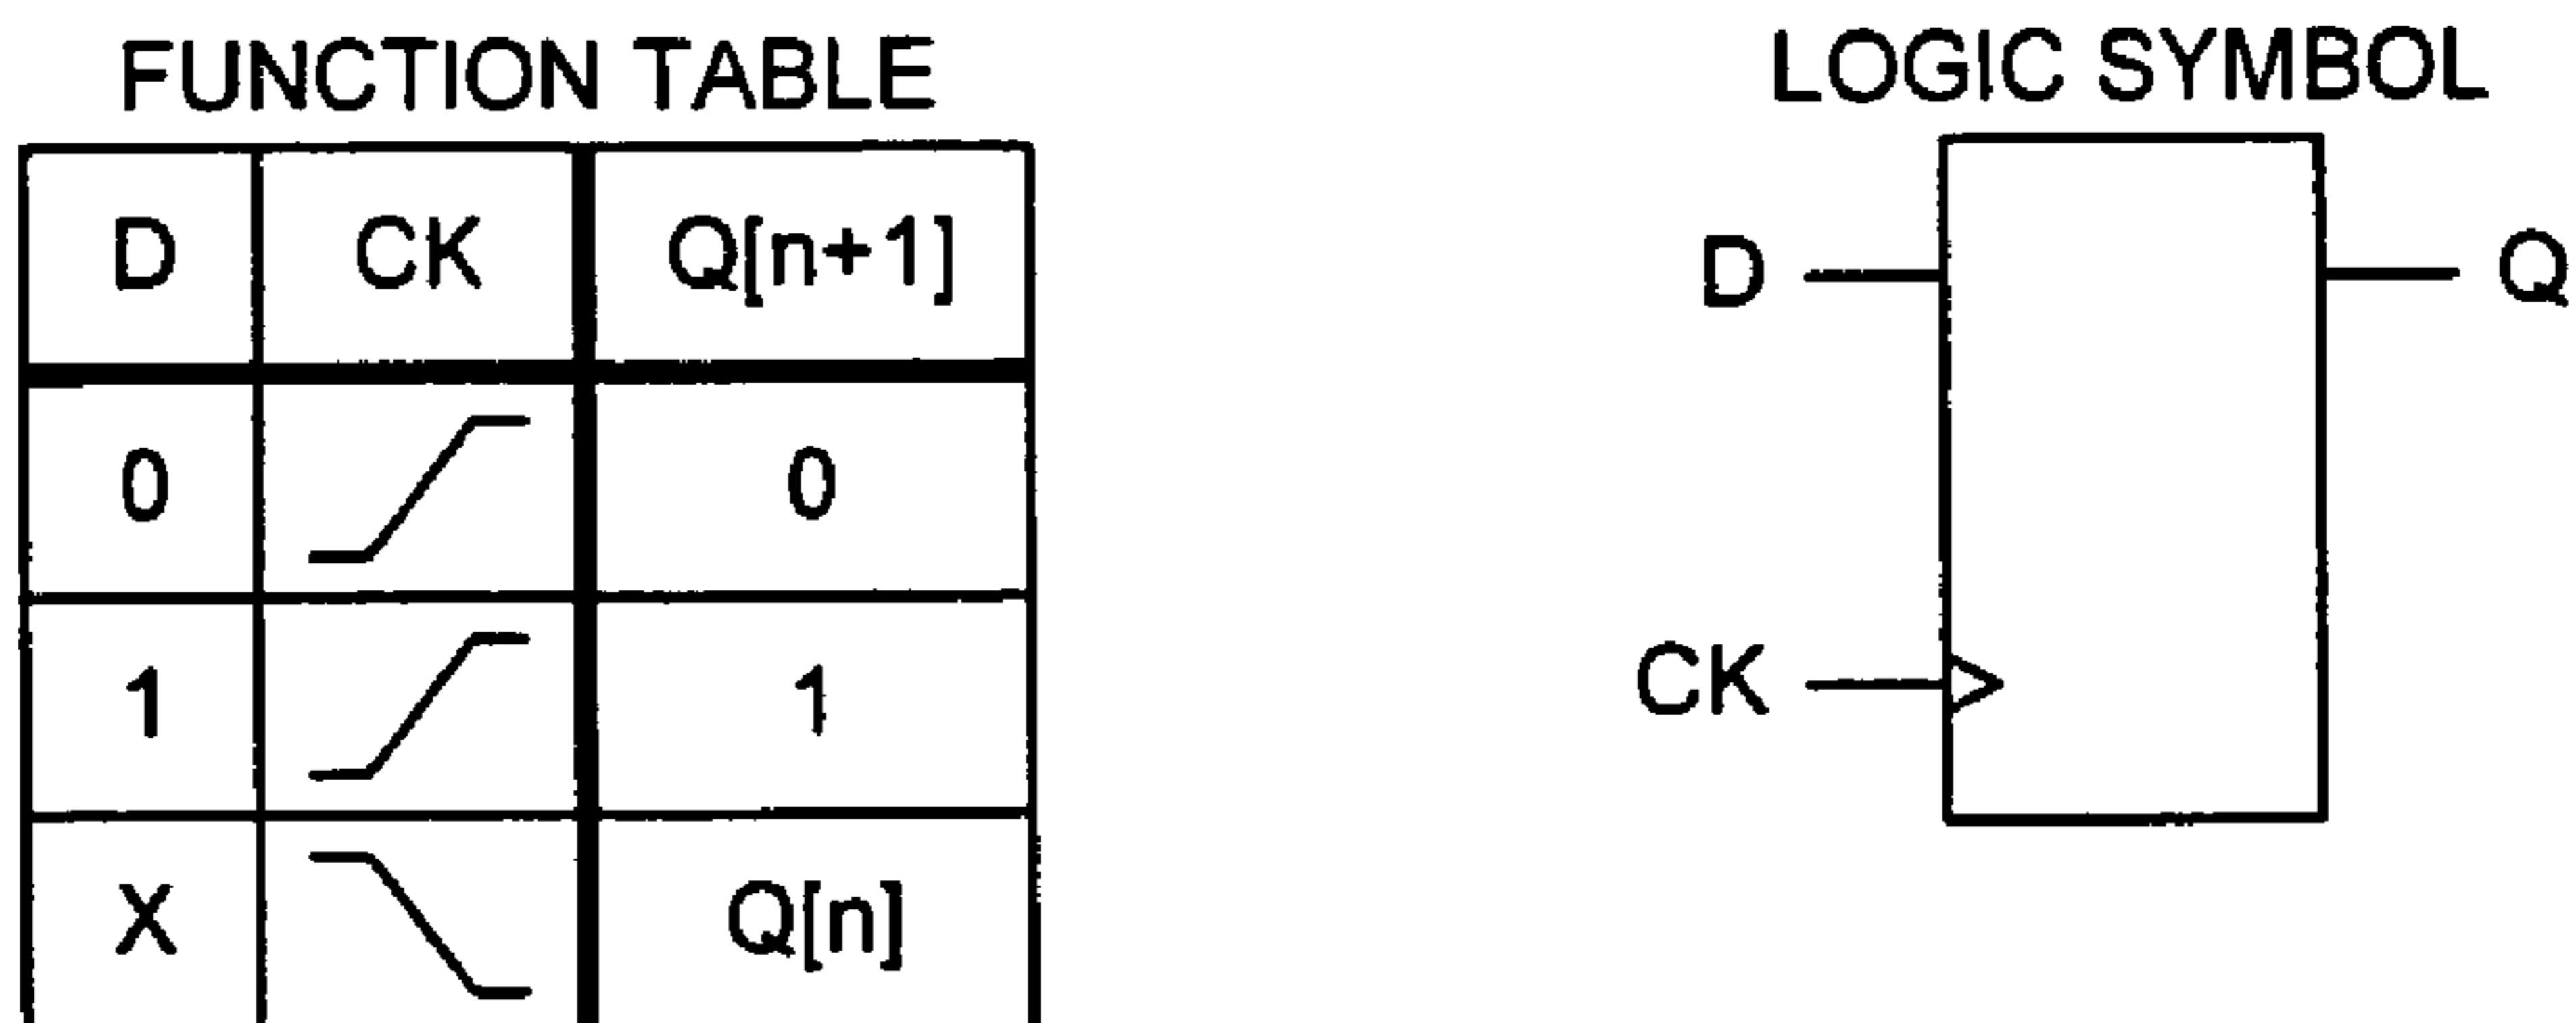 FUNCTION TABLE
D CK Q[n+1]
0 0
1 1
X Q[n]
LOGIC SYMBOL
D Q
CK